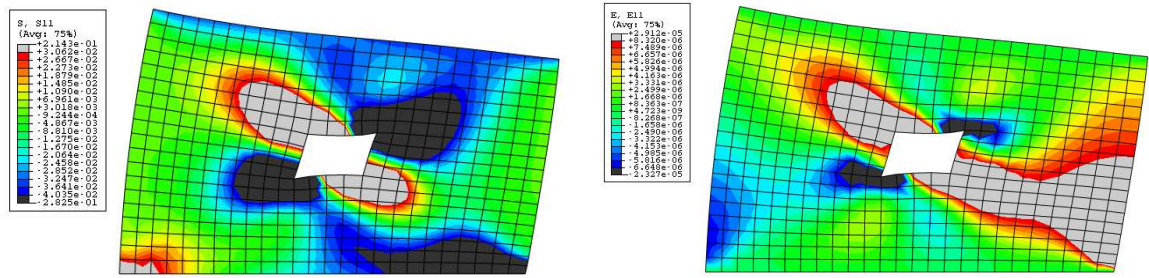 S, S11
(Avg: 75%)
+2.143e-01
+3.062e-02
+2.667e-02
+2.273e-02
+1.879e-02
+1.485e-02
+1.090e-02
+6.961e-03
+3.018e-03
-9.244e-04
-4.867e-03
-8.810e-03
-1.275e-02
-1.670e-02
-2.064e-02
-2.458e-02
-2.852e-02
-3.247e-02
-3.641e-02
-4.035e-02
-2.825e-01
E, E11
(Avg: 75%)
+2.912e-05
+8.320e-06
+7.489e-06
+6.657e-06
+5.826e-06
+4.994e-06
+4.163e-06
+3.331e-06
+2.499e-06
+1.668e-06
+8.363e-07
+4.723e-09
-8.268e-07
-1.658e-06
-2.490e-06
-3.322e-06
-4.153e-06
-4.985e-06
-5.816e-06
-6.648e-06
-2.327e-05